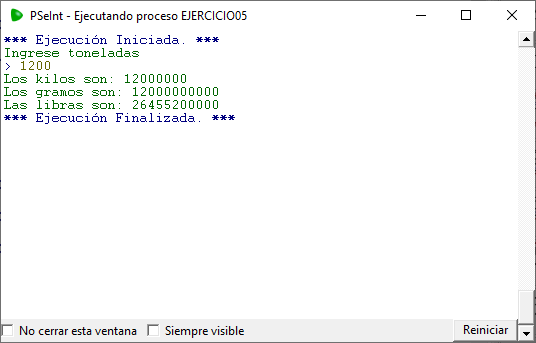 PSeInt - Ejecutando proceso EJERCICIO05
*** Ejecución Iniciada. ***
Ingrese toneladas
> 1200
Los kilos son: 12000000
Los gramos son: 12000000000
Las libras son: 26455200000
*** Ejecución Finalizada. ***
No cerrar esta ventana Siempre visible Reiniciar